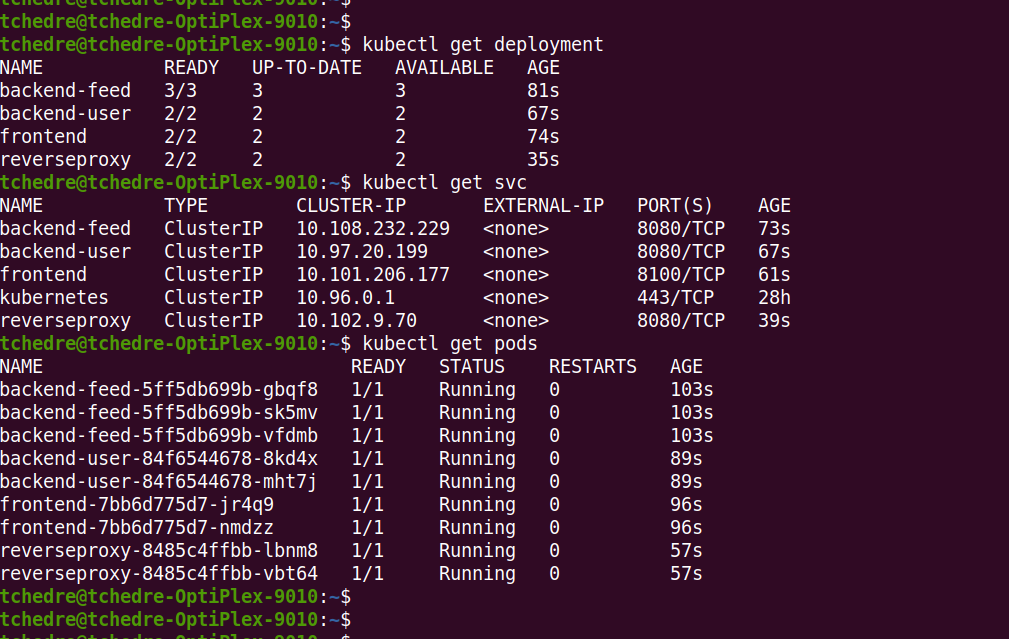 tchedre@tchedre-OptiPlex-9010:~$
tchedre@tchedre-OptiPlex-9010:~$
tchedre@tchedre-OptiPlex-9010:~$ kubectl get deployment
NAME READY UP-TO-DATE AVAILABLE AGE
backend-feed 3/3 3 3 81s
backend-user 2/2 2 2 67s
frontend 2/2 2 2 74s
reverseproxy 2/2 2 2 35s
tchedre@tchedre-OptiPlex-9010:~$ kubectl get svc
NAME TYPE CLUSTER-IP EXTERNAL-IP PORT(S) AGE
backend-feed ClusterIP 10.108.232.229 <none> 8080/TCP 73s
backend-user ClusterIP 10.97.20.199 <none> 8080/TCP 67s
frontend ClusterIP 10.101.206.177 <none> 8100/TCP 61s
kubernetes ClusterIP 10.96.0.1 <none> 443/TCP 28h
reverseproxy ClusterIP 10.102.9.70 <none> 8080/TCP 39s
tchedre@tchedre-OptiPlex-9010:~$ kubectl get pods
NAME READY STATUS RESTARTS AGE
backend-feed-5ff5db699b-gbqf8 1/1 Running 0 103s
backend-feed-5ff5db699b-sk5mv 1/1 Running 0 103s
backend-feed-5ff5db699b-vfdmb 1/1 Running 0 103s
backend-user-84f6544678-8kd4x 1/1 Running 0 89s
backend-user-84f6544678-mht7j 1/1 Running 0 89s
frontend-7bb6d775d7-jr4q9 1/1 Running 0 96s
frontend-7bb6d775d7-nmdzz 1/1 Running 0 96s
reverseproxy-8485c4ffbb-lbnm8 1/1 Running 0 57s
reverseproxy-8485c4ffbb-vbt64 1/1 Running 0 57s
tchedre@tchedre-OptiPlex-9010:~$
tchedre@tchedre-OptiPlex-9010:~$
tchedre@tchedre-OptiPlex-9010:~$